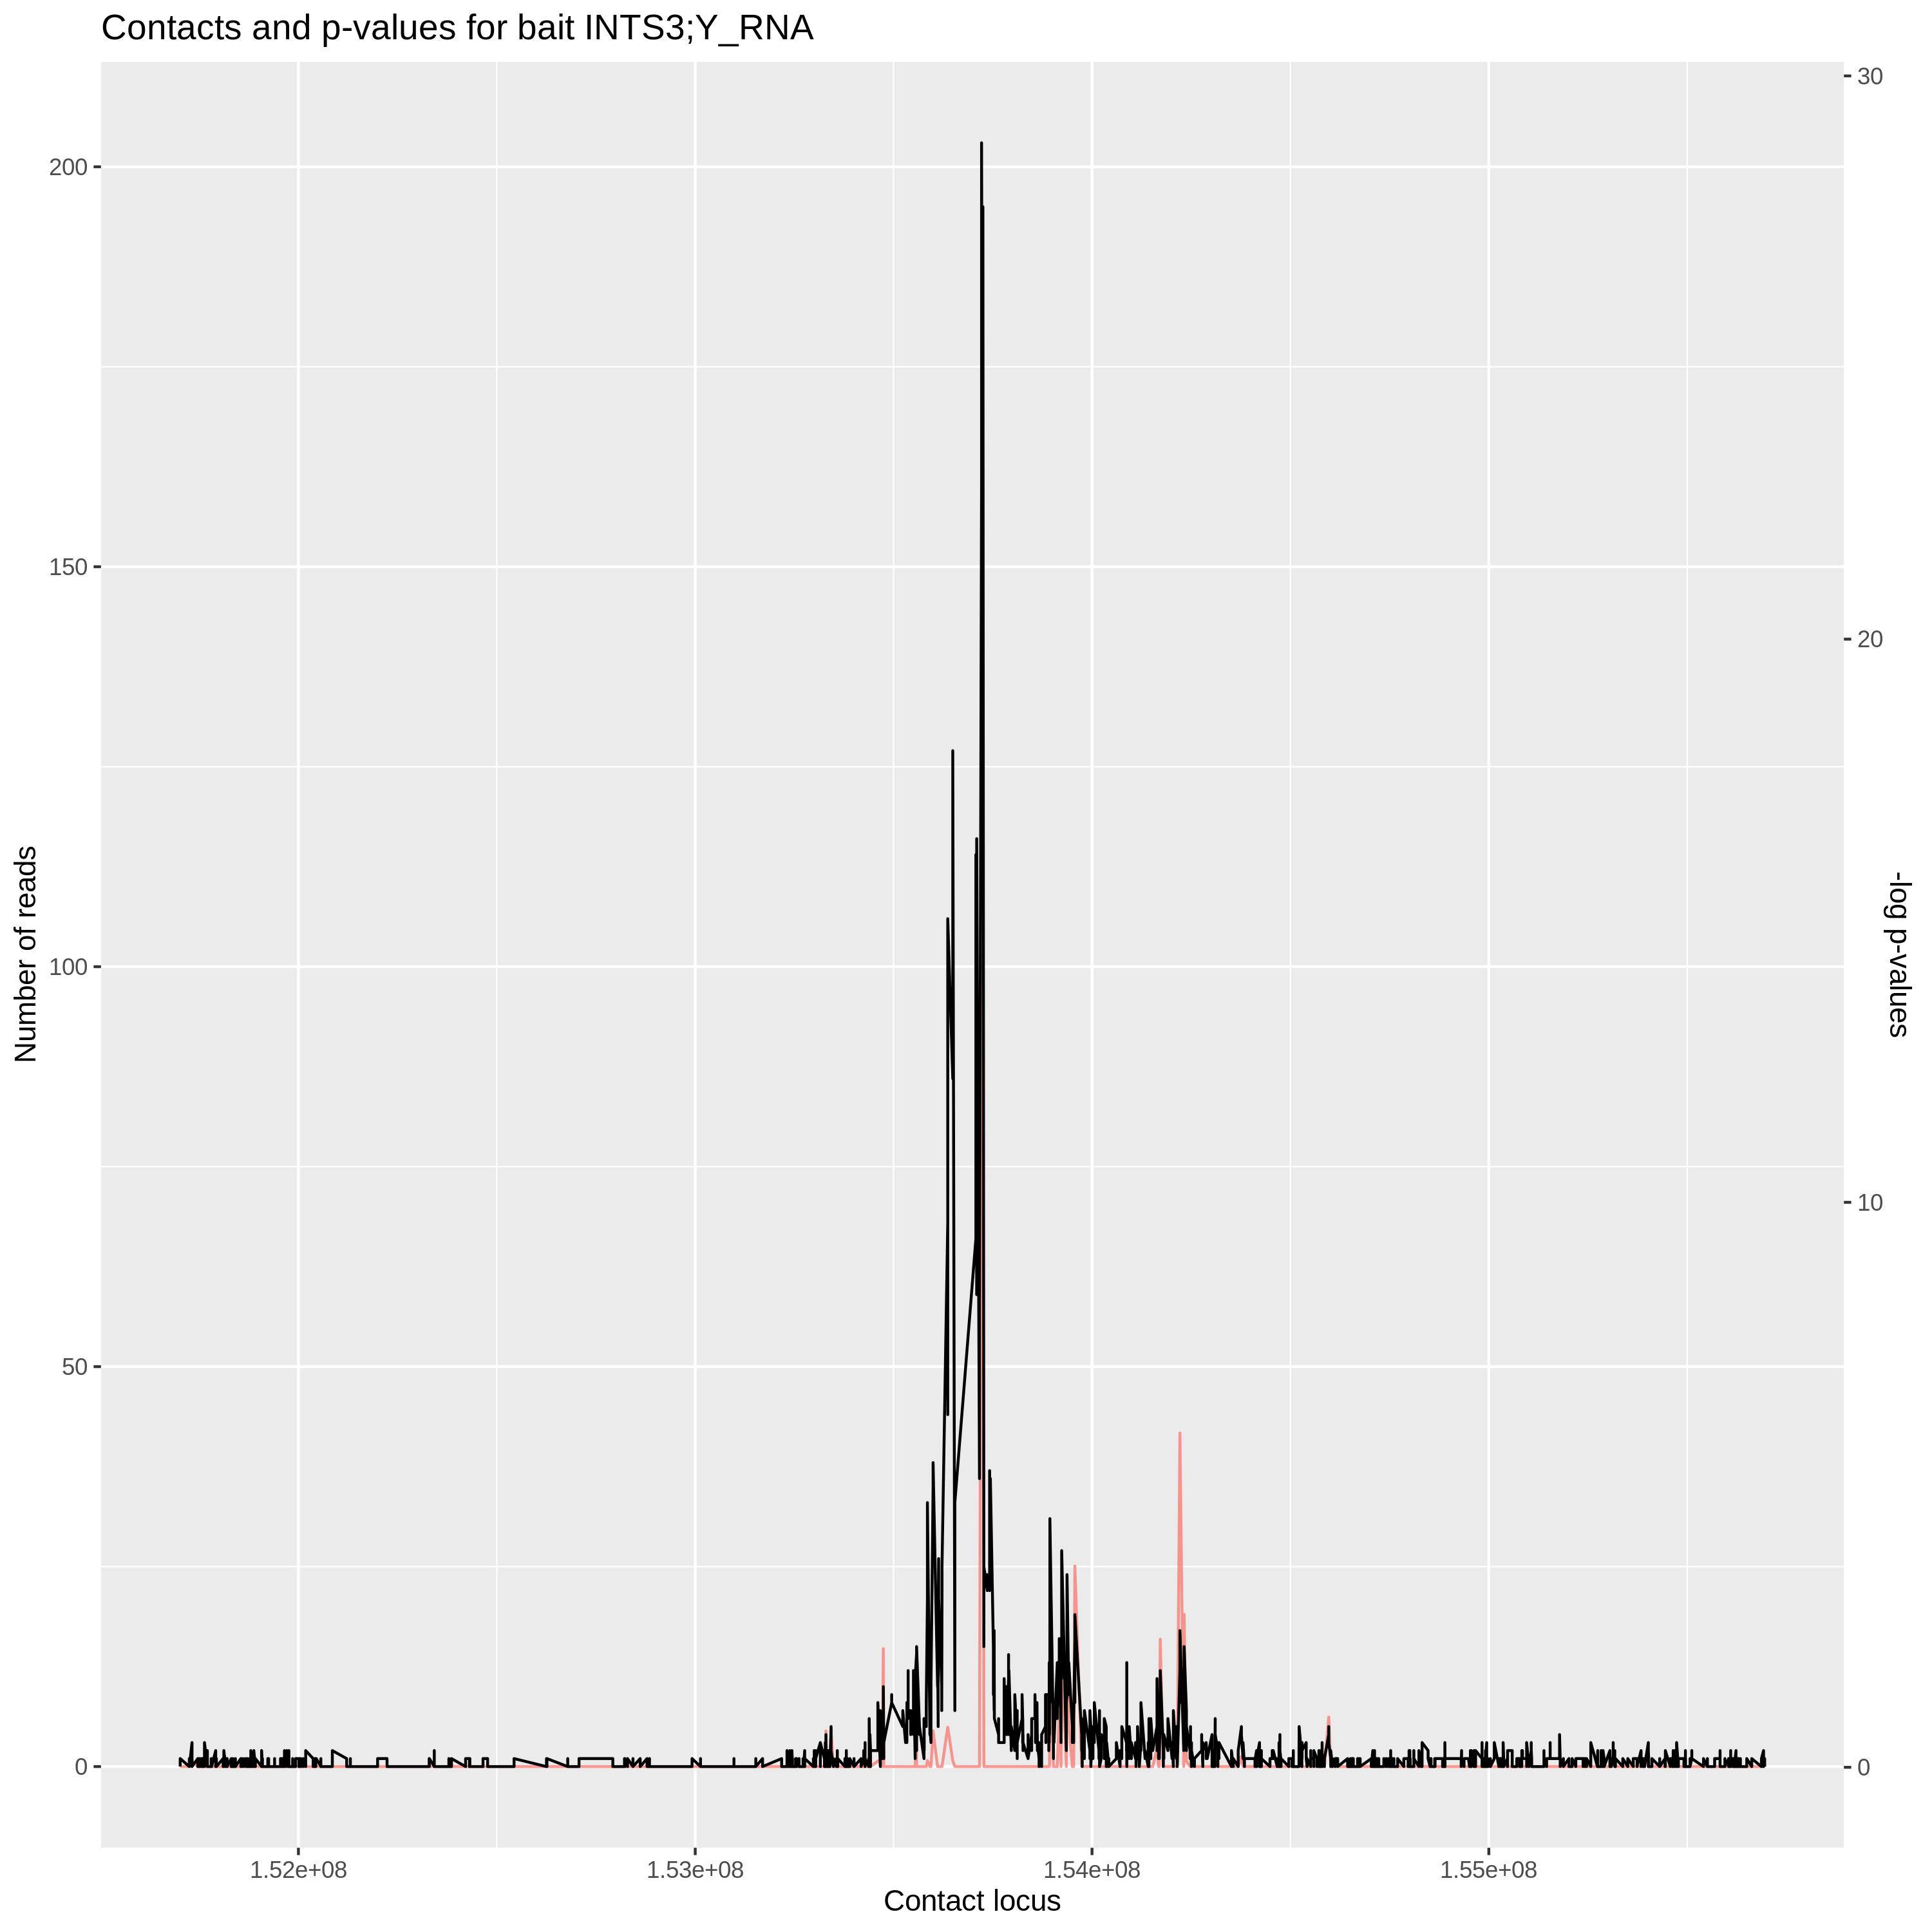 Contacts and p-values for bait INTS3;Y_RNA
Number of reads
200
150
100
50
0
30
20
10
0
-log p-values
1.52e+08
1.53e+08
1.54e+08
1.55e+08
Contact locus